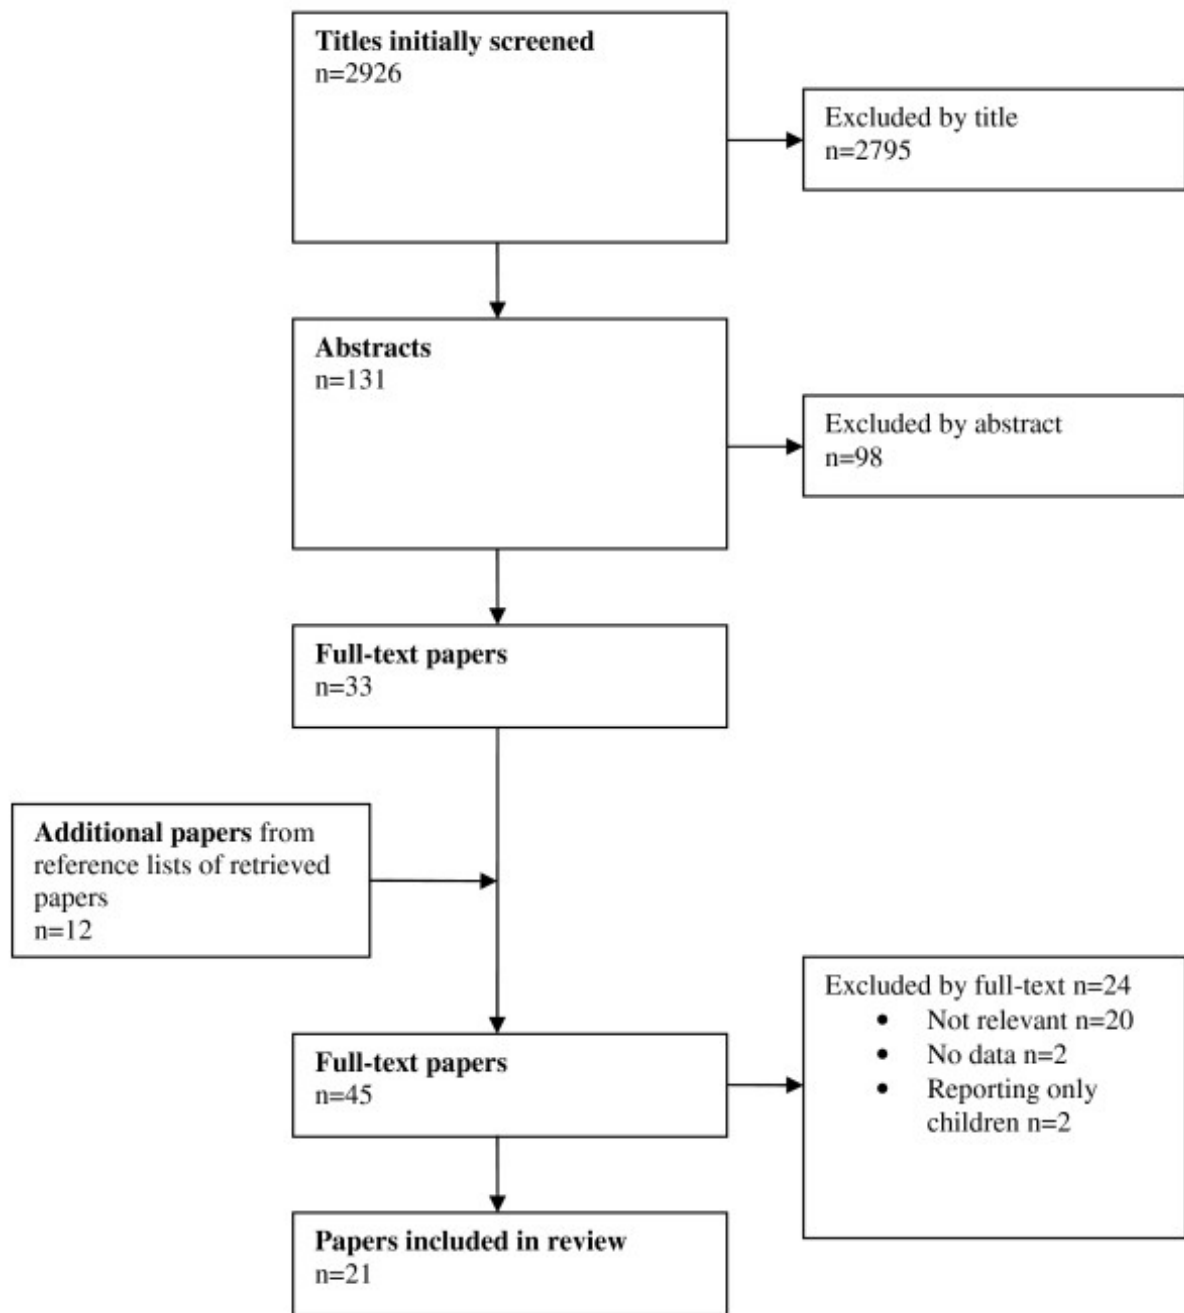 Titles initially screened
n=2926
Excluded by title
n=2795
Abstracts
n=131
Excluded by abstract
n=98
Full-text papers
n=33
Additional papers from
reference lists of retrieved
papers
n=12
Excluded by full-text n=24
• Not relevant n=20
• No data n=2
• Reporting only
children n=2
Full-text papers
n=45
Papers included in review
n=21